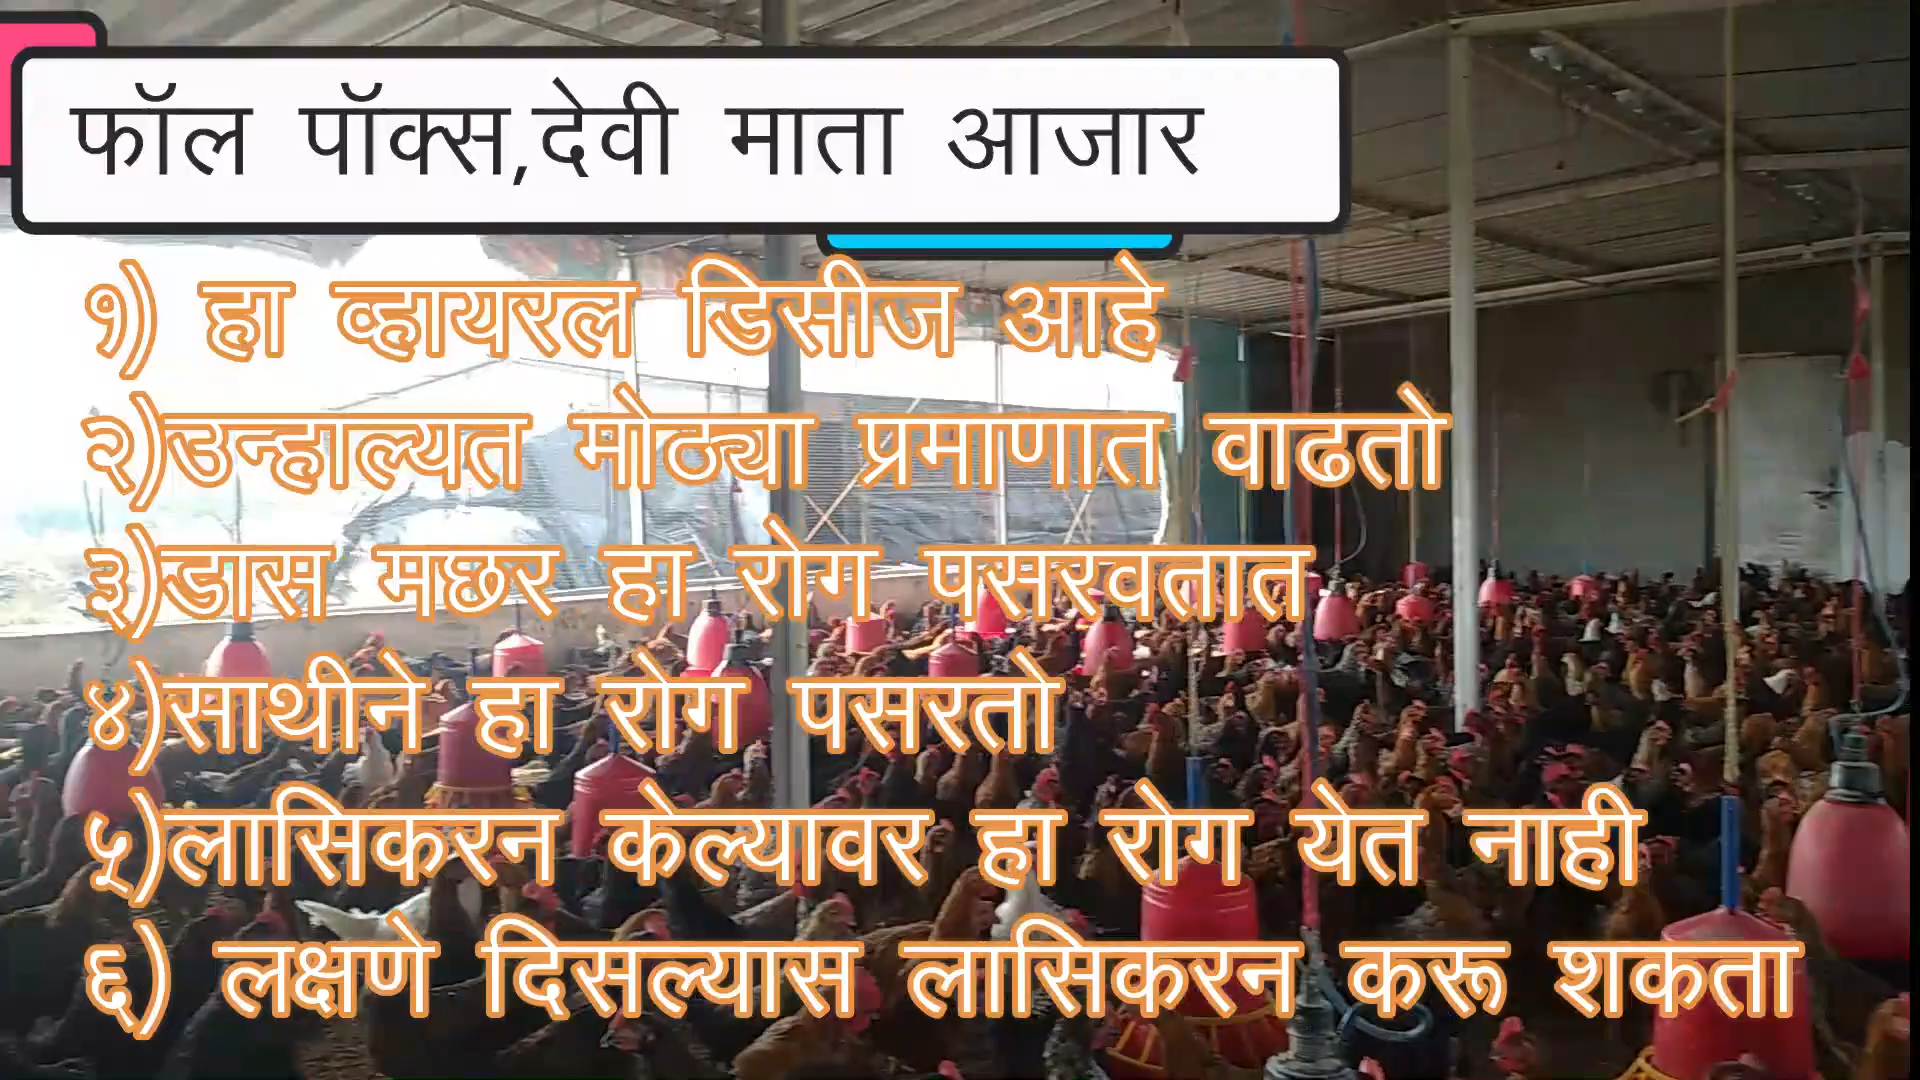 फॉल पॉक्स,देवी माता आजार
१) हा व्हायरल डिसीज आहे
२)उन्हाल्यत मोठ्या प्रमाणात वाढतो
३)डास मछर हा रोग पसरवतात
४)साथीने हा रोग पसरतो
५)लासिकरन केल्यावर हा रोग येत नाही
६) लक्षणे दिसल्यास लासिकरन करू शकता